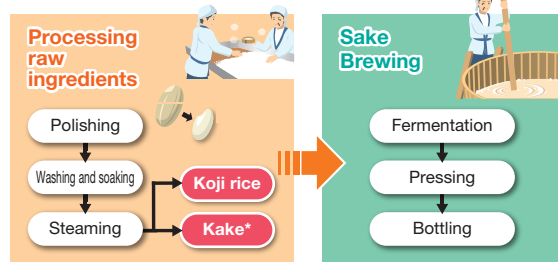 Processing
raw
ingredients
Polishing
Washing and soaking
Steaming
Koji rice
Kake*
Sake
Brewing
Fermentation
Pressing
Bottling